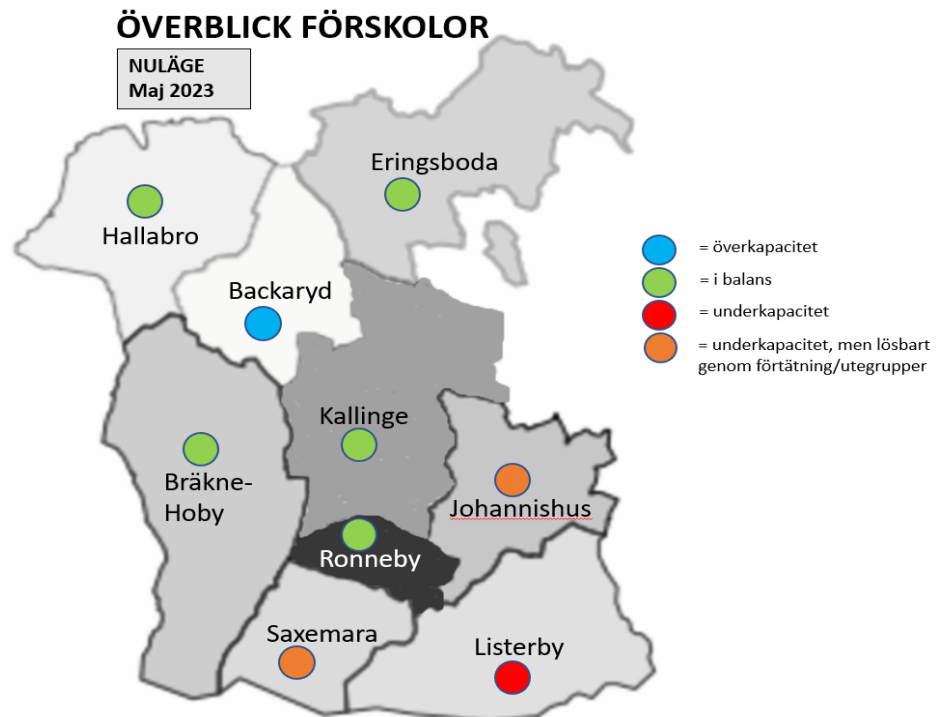 ÖVERBLICK FÖRSKOLOR
NULÄGE
Maj 2023
Eringsboda
Hallabro
Backaryd
Kallinge
Bräkne-
Hoby
Johannishus
Ronneby
Saxemara
Listerby
= överkapacitet
= i balans
= underkapacitet
= underkapacitet, men lösbart
genom förtätning/utegrupper